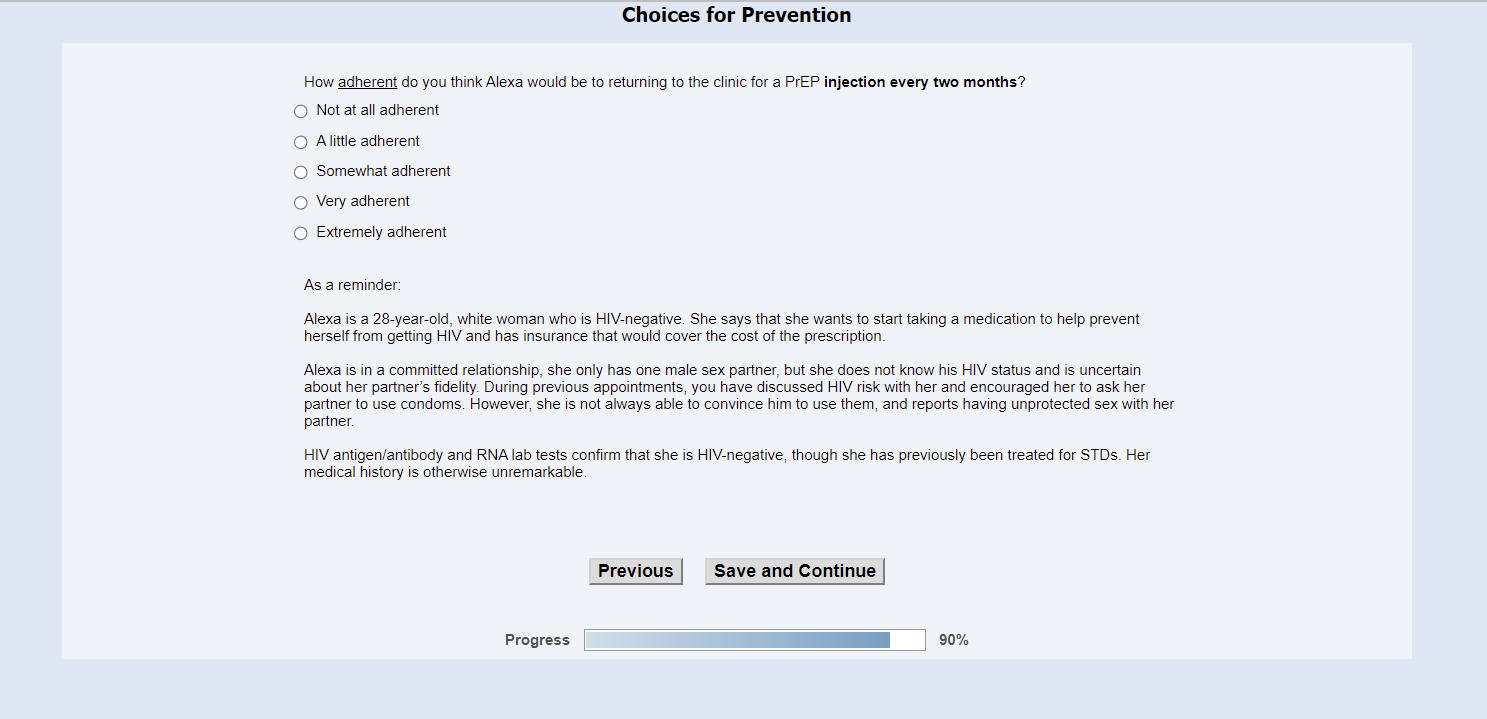 Choices for Prevention
How adherent do you think Alexa would be to returning to the clinic for a PrEP injection every two months?
Not at all adherent
A little adherent
Somewhat adherent
Very adherent
Extremely adherent
As a reminder:
Alexa is a 28-year-old, white woman who is HIV-negative. She says that she wants to start taking a medication to help prevent
herself from getting HIV and has insurance that would cover the cost of the prescription.
Alexa is in a committed relationship, she only has one male sex partner, but she does not know his HIV status and is uncertain
about her partner's fidelity. During previous appointments, you have discussed HIV risk with her and encouraged her to ask her
partner to use condoms. However, she is not always able to convince him to use them, and reports having unprotected sex with her
partner.
HIV antigen/antibody and RNA lab tests confirm that she is HIV-negative, though she has previously been treated for STDs. Her
medical history is otherwise unremarkable.
Previous Save and Continue
Progress 90%